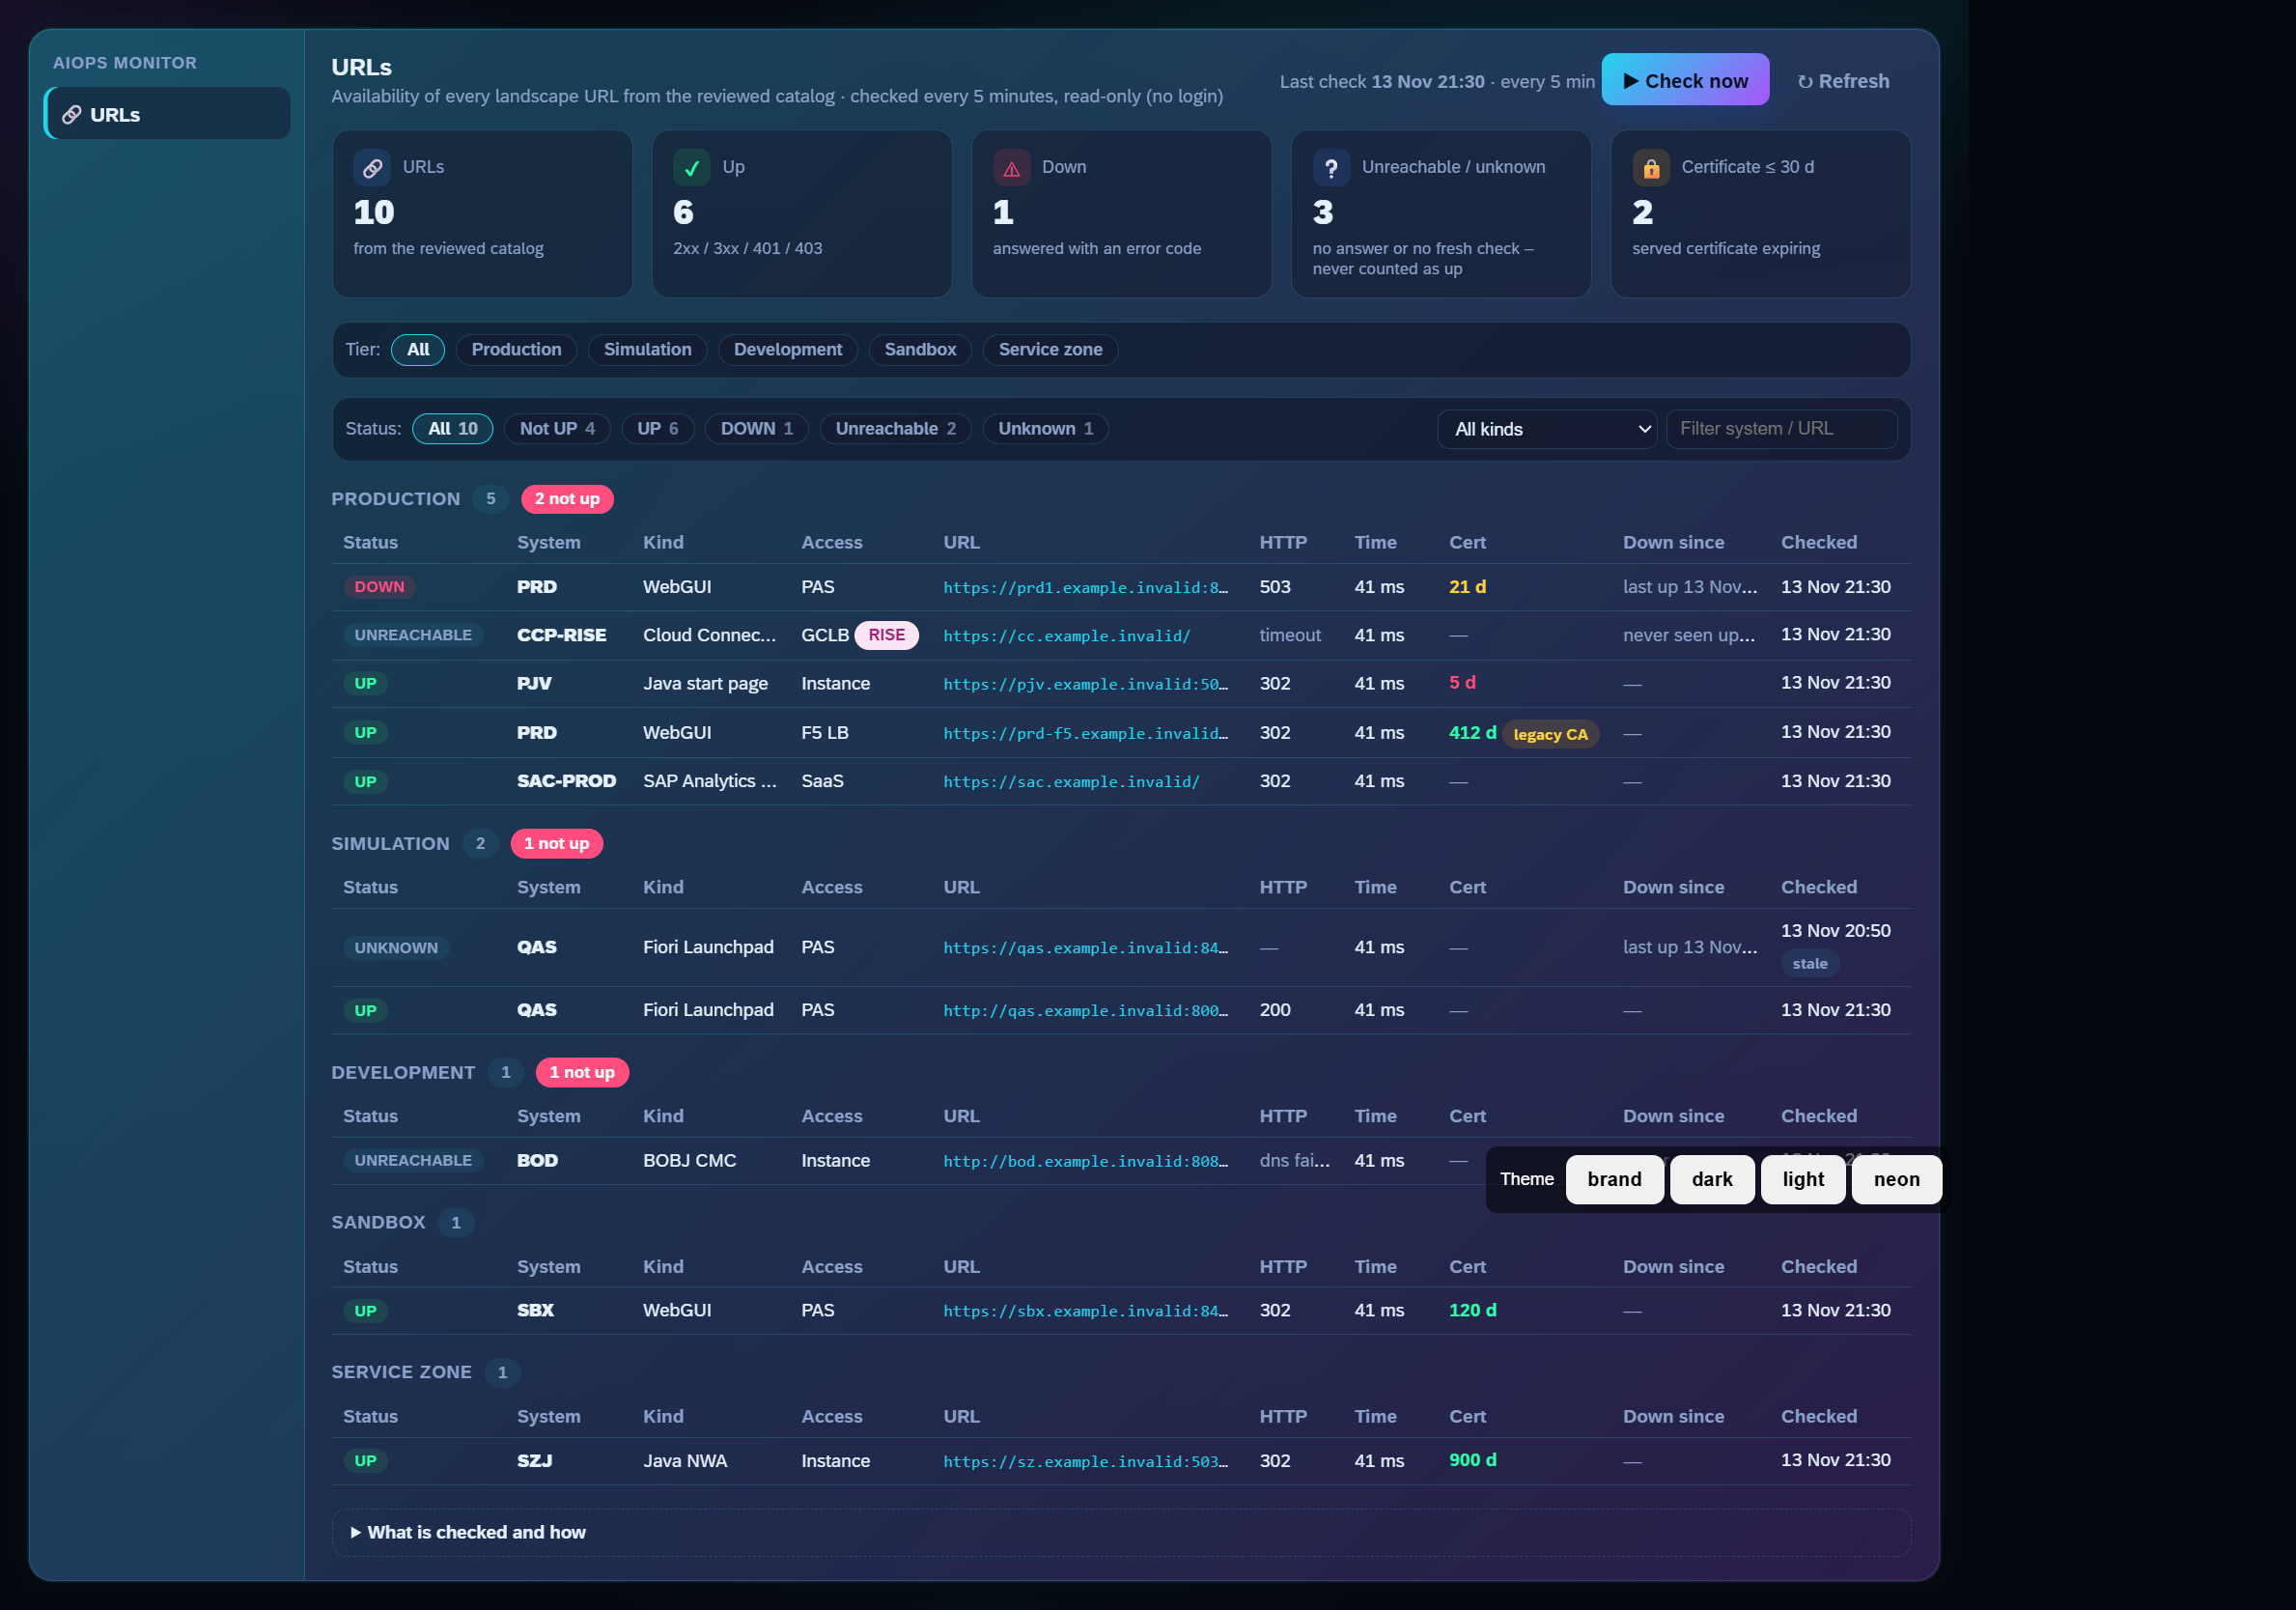 AIOPS MONITOR
🔗 URLs
URLs
Availability of every landscape URL from the reviewed catalog · checked every 5 minutes, read-only (no login)
Last check 13 Nov 21:30 · every 5 min
▶ Check now
↻ Refresh
URLs
10
from the reviewed catalog
✓ Up
6
2xx / 3xx / 401 / 403
⚠ Down
1
answered with an error code
? Unreachable / unknown
3
no answer or no fresh check –
never counted as up
Certificate ≤ 30 d
2
served certificate expiring
Tier: All Production Simulation Development Sandbox Service zone
Status: All 10 Not UP 4 UP 6 DOWN 1 Unreachable 2 Unknown 1 All kinds Filter system / URL
PRODUCTION 5 2 not up
Status System Kind Access URL HTTP Time Cert Down since Checked
DOWN PRD WebGUI PAS https://prd1.example.invalid:8… 503 41 ms 21 d last up 13 Nov… 13 Nov 21:30
UNREACHABLE CCP-RISE Cloud Connec… GCLB RISE https://cc.example.invalid/ timeout 41 ms — never seen up… 13 Nov 21:30
UP PJV Java start page Instance https://pjv.example.invalid:50… 302 41 ms 5 d — 13 Nov 21:30
UP PRD WebGUI F5 LB https://prd-f5.example.invalid… 302 41 ms 412 d legacy CA — 13 Nov 21:30
UP SAC-PROD SAP Analytics … SaaS https://sac.example.invalid/ 302 41 ms — — 13 Nov 21:30
SIMULATION 2 1 not up
Status System Kind Access URL HTTP Time Cert Down since Checked
UNKNOWN QAS Fiori Launchpad PAS https://qas.example.invalid:84… — 41 ms — last up 13 Nov… 13 Nov 20:50
stale
UP QAS Fiori Launchpad PAS http://qas.example.invalid:800… 200 41 ms — — 13 Nov 21:30
DEVELOPMENT 1 1 not up
Status System Kind Access URL HTTP Time Cert Down since Checked
UNREACHABLE BOD BOBJ CMC Instance http://bod.example.invalid:808… dns fai… 41 ms —
Theme brand dark light neon
SANDBOX 1
Status System Kind Access URL HTTP Time Cert Down since Checked
UP SBX WebGUI PAS https://sbx.example.invalid:84… 302 41 ms 120 d — 13 Nov 21:30
SERVICE ZONE 1
Status System Kind Access URL HTTP Time Cert Down since Checked
UP SZJ Java NWA Instance https://sz.example.invalid:503… 302 41 ms 900 d — 13 Nov 21:30
▶ What is checked and how